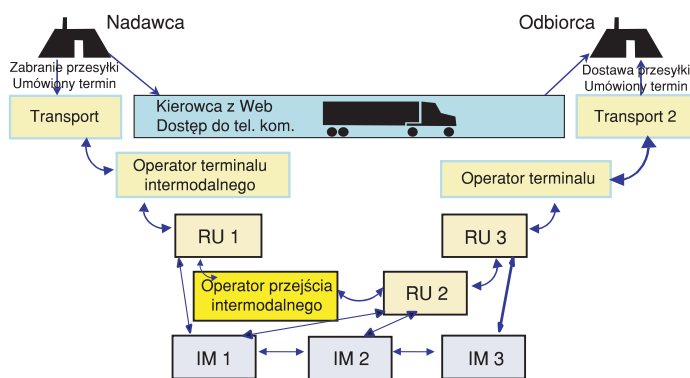 Nadawca
Odbiorca
Zabranie przesyłki
Umówiony termin
Dostawa przesyłki
Umówiony termin
Transport
Kierowca z Web
Dostęp do tel. kom.
Transport 2
Operator terminalu
intermodalnego
Operator terminalu
RU 1
RU 3
Operator przejścia
intermodalnego
RU 2
IM 1
IM 2
IM 3